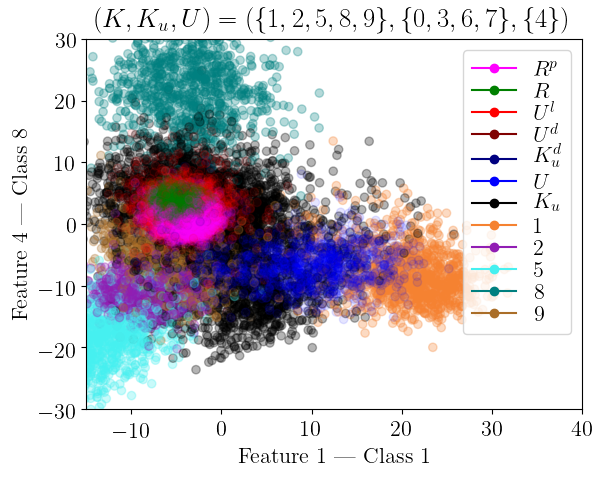 (K, K_u, U) = ({1, 2, 5, 8, 9}, {0, 3, 6, 7}, {4})
30
20
10
0
−10
−20
−30
Feature 4 — Class 8
R^p
R
U^l
U^d
K_u^d
U
K_u
1
2
5
8
9
−10
0
10
20
30
40
Feature 1 — Class 1